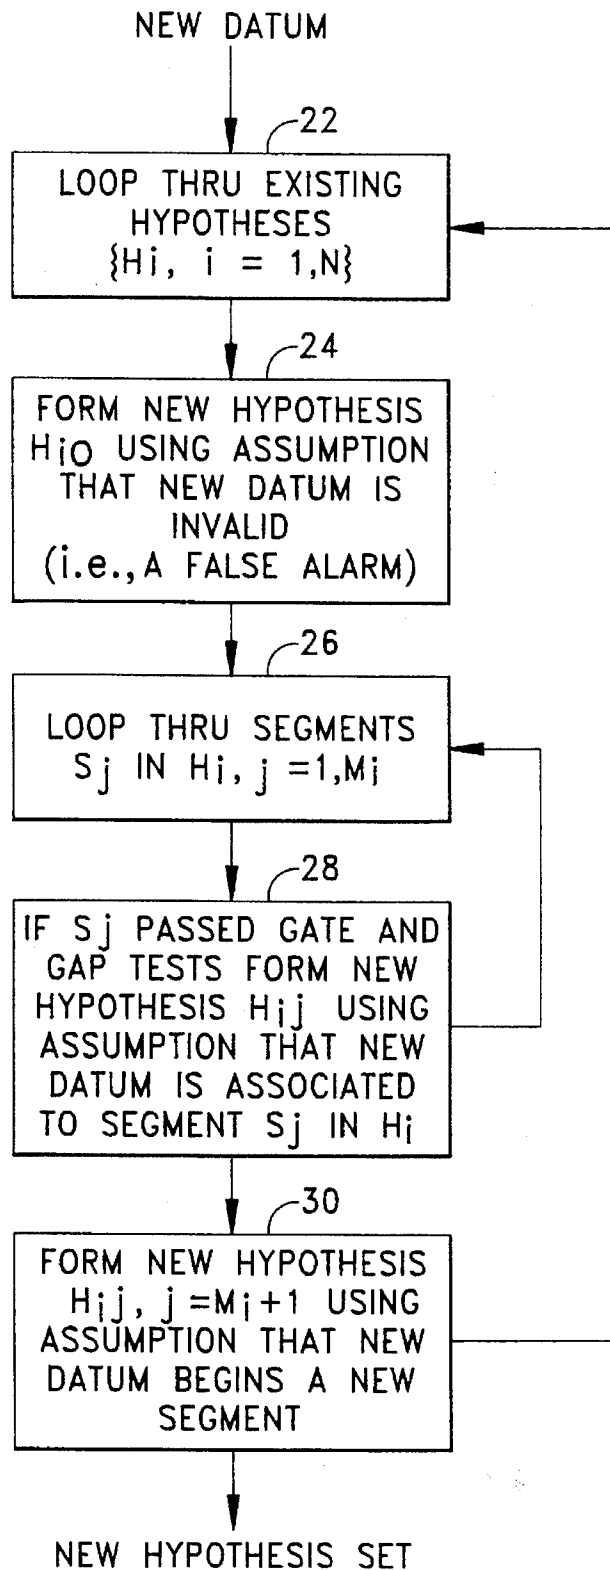 NEW DATUM
22
LOOP THRU EXISTING
HYPOTHESES
{Hi, i = 1,N}
24
FORM NEW HYPOTHESIS
Hi0 USING ASSUMPTION
THAT NEW DATUM IS
INVALID
(i.e., A FALSE ALARM)
26
LOOP THRU SEGMENTS
Sj IN Hi, j =1,Mi
28
IF Sj PASSED GATE AND
GAP TESTS FORM NEW
HYPOTHESIS Hij USING
ASSUMPTION THAT NEW
DATUM IS ASSOCIATED
TO SEGMENT Sj IN Hi
30
FORM NEW HYPOTHESIS
Hij, j =Mi+1 USING
ASSUMPTION THAT NEW
DATUM BEGINS A NEW
SEGMENT
NEW HYPOTHESIS SET